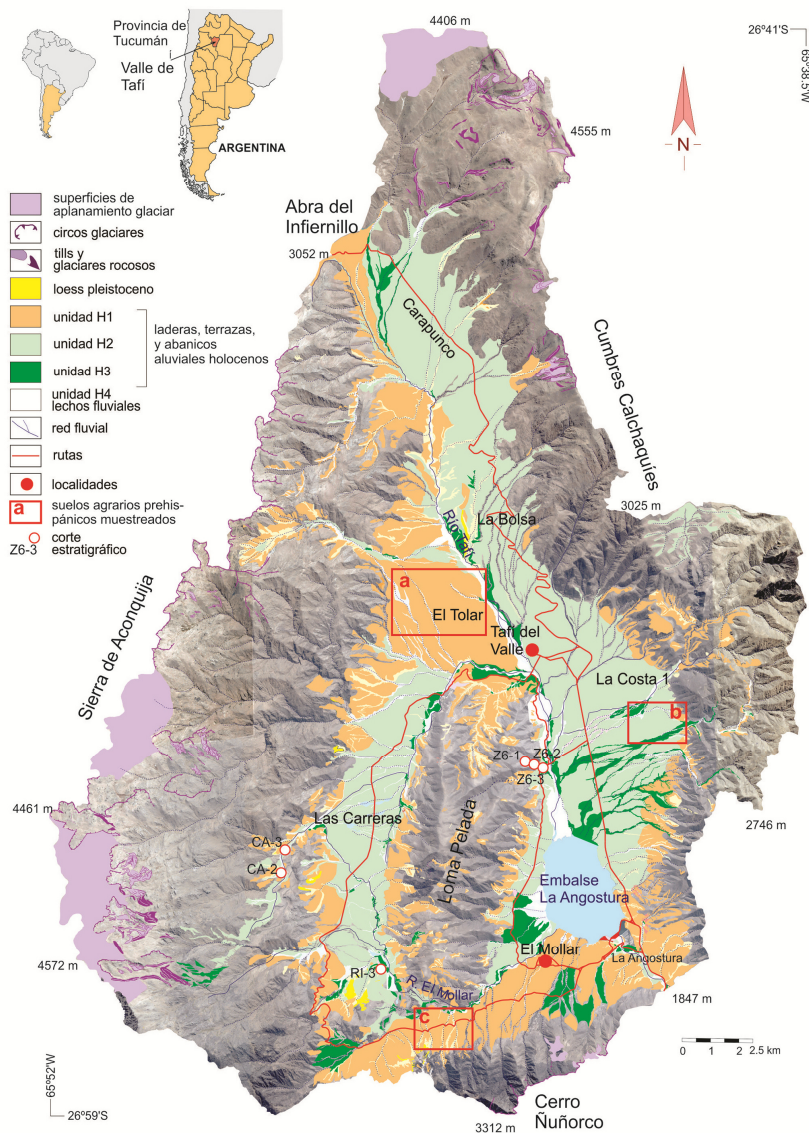 Provincia de
Tucumán
Valle de
Tafí
ARGENTINA
4406 m
26°41'S
65°38.5'W
4555 m
N
superficies de
aplanamiento glaciar
circos glaciares
tills y
glaciares rocosos
loess pleistoceno
unidad H1
unidad H2
unidad H3
laderas, terrazas,
y abanicos
aluviales holocenos
unidad H4
lechos fluviales
red fluvial
rutas
localidades
a
suelos agrarios prehis-
pánicos muestreados
Z6-3
corte
estratigráfico
Abra del
Infiernillo
3052 m
Carapunco
Cumbres Calchaquíes
3025 m
Río Tafí
La Bolsa
a
El Tolar
Tafí del
Valle
La Costa 1
b
Sierra de Aconquija
Z6-1
Z6-2
Z6-3
4461 m
2746 m
Las Carreras
CA-3
CA-2
Loma Pelada
Embalse
La Angostura
4572 m
RI-3
El Mollar
La Angostura
R. El Mollar
1847 m
c
0 1 2.5 km
65°52'W
26°59'S
Cerro
Ñuñorco
3312 m